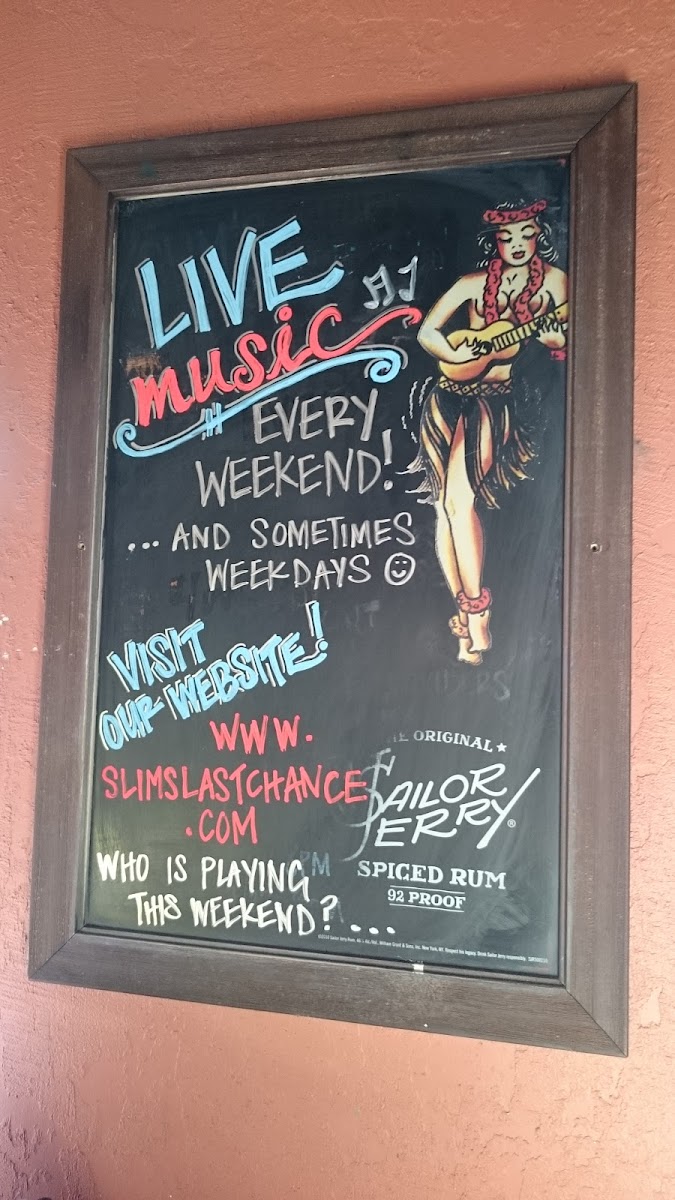 LIVE
music
EVERY
WEEKEND!
... AND SOMETIMES
WEEKDAYS
VISIT
OUR WEBSITE!
WWW.
SLIMSLASTCHANCE
.COM
WHO IS PLAYING
THIS WEEKEND? ...
ORIGINAL
SAILOR
JERRY®
SPICED RUM
92 PROOF